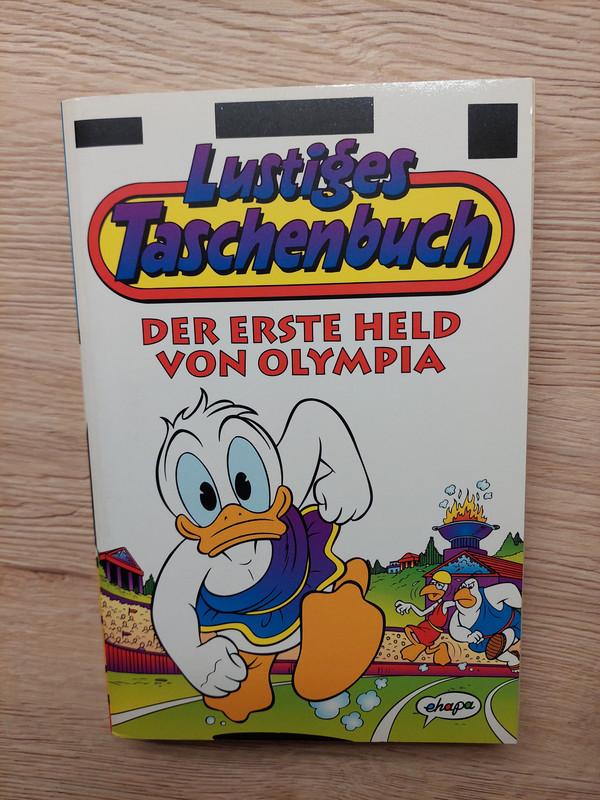 Lustiges
Taschenbuch
DER ERSTE HELD
VON OLYMPIA
ehapa